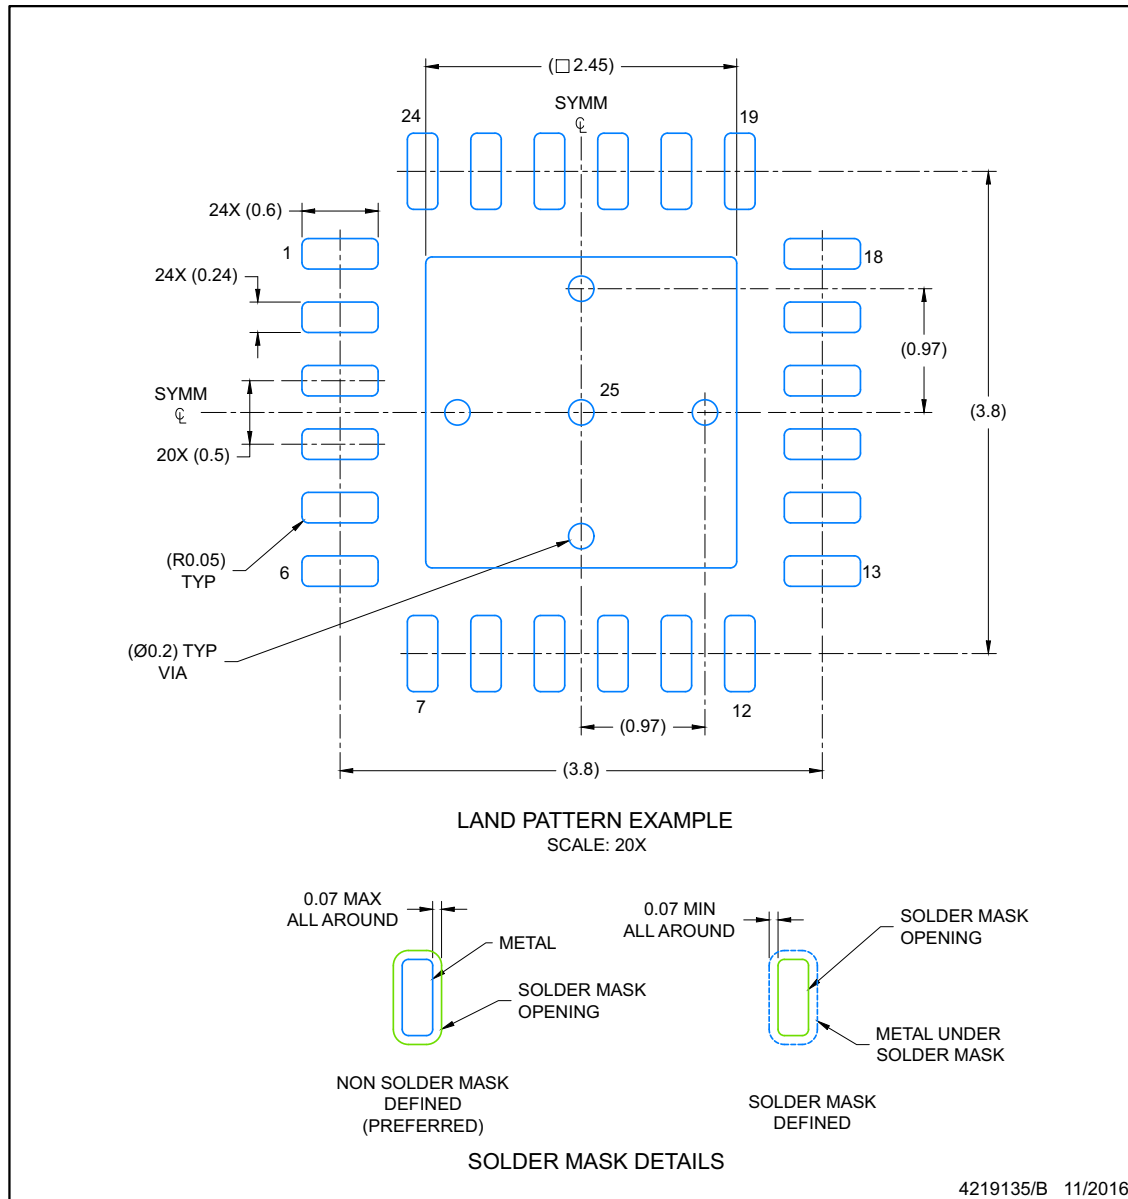 (□2.45)
SYMM
℄
24
19
24X (0.6)
1
18
24X (0.24)
(0.97)
SYMM
℄
25
(3.8)
20X (0.5)
(R0.05)
TYP
6
13
(Ø0.2) TYP
VIA
7
12
(0.97)
(3.8)
LAND PATTERN EXAMPLE
SCALE: 20X
0.07 MAX
ALL AROUND
METAL
SOLDER MASK
OPENING
NON SOLDER MASK
DEFINED
(PREFERRED)
0.07 MIN
ALL AROUND
SOLDER MASK
OPENING
METAL UNDER
SOLDER MASK
SOLDER MASK
DEFINED
SOLDER MASK DETAILS
4219135/B 11/2016